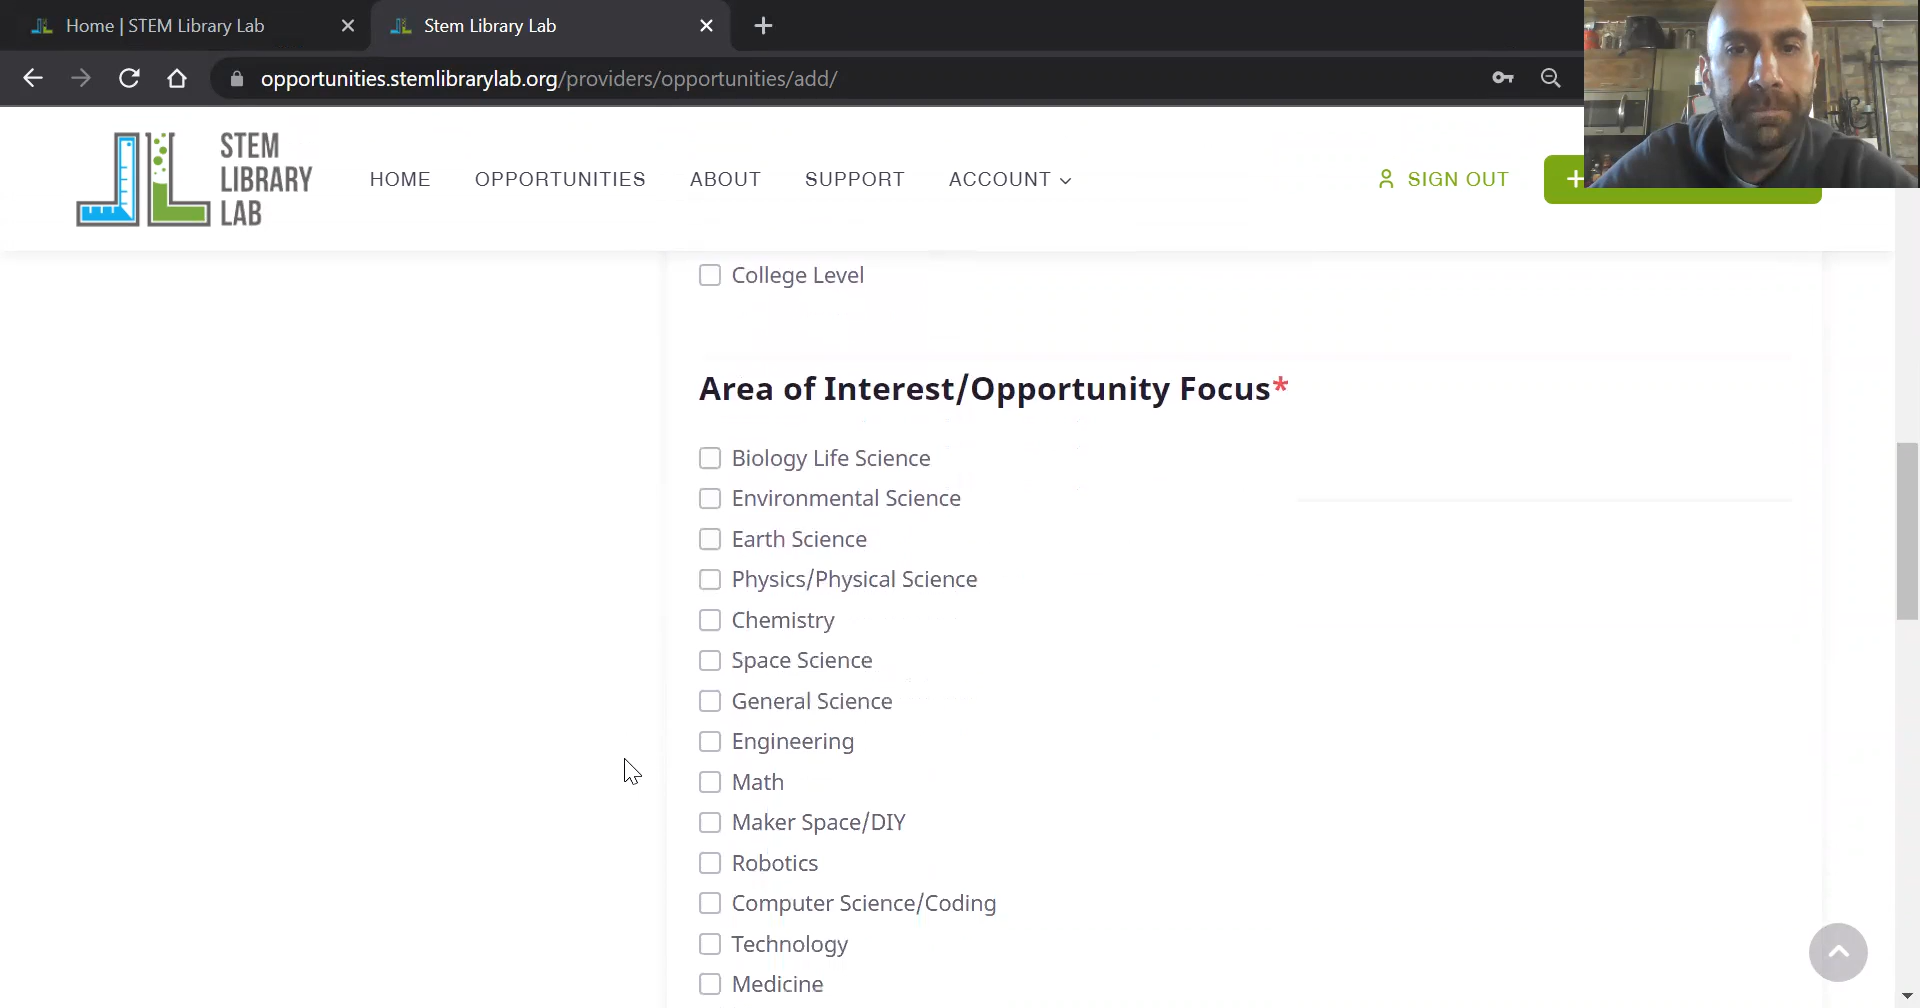 Home | STEM Library Lab
Stem Library Lab
opportunities.stemlibrarylab.org/providers/opportunities/add/
STEM
LIBRARY
LAB
HOME OPPORTUNITIES ABOUT SUPPORT ACCOUNT
SIGN OUT
+
College Level
Area of Interest/Opportunity Focus*
Biology Life Science
Environmental Science
Earth Science
Physics/Physical Science
Chemistry
Space Science
General Science
Engineering
Math
Maker Space/DIY
Robotics
Computer Science/Coding
Technology
Medicine